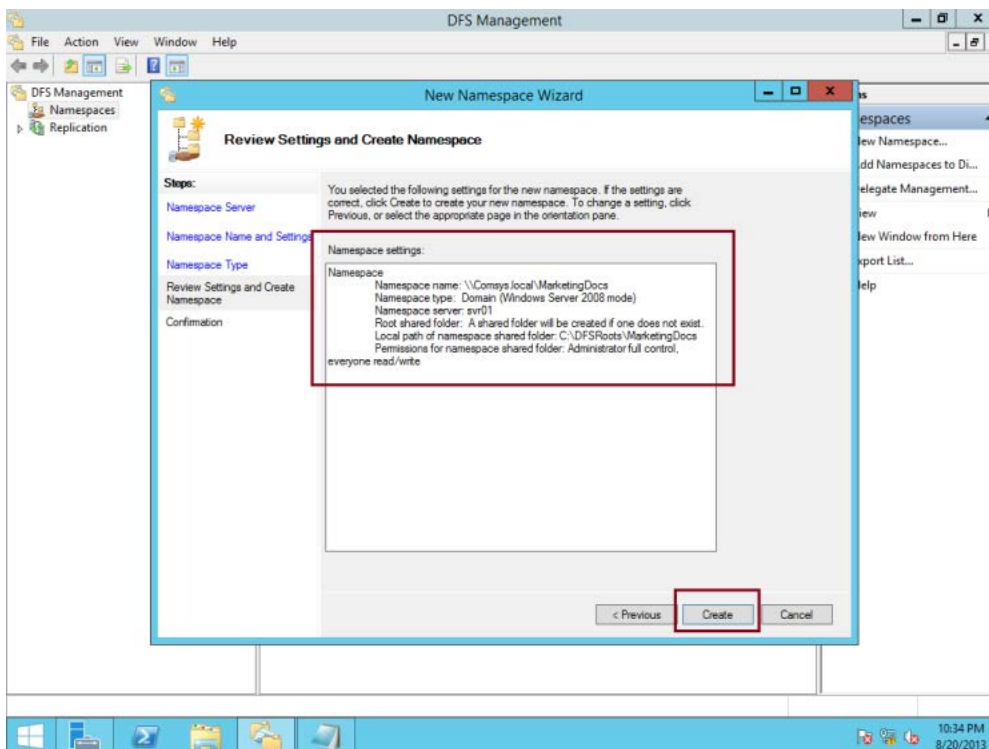 DFS Management
File Action View Window Help
DFS Management
Namespaces
Replication
New Namespace Wizard
Review Settings and Create Namespace
Steps:
Namespace Server
Namespace Name and Settings
Namespace Type
Review Settings and Create
Namespace
Confirmation
You selected the following settings for the new namespace. If the settings are
correct, click Create to create your new namespace. To change a setting, click
Previous, or select the appropriate page in the orientation pane.
Namespace settings:
Namespace
Namespace name: \\Comsys.local\MarketingDocs
Namespace type: Domain (Windows Server 2008 mode)
Namespace server: svr01
Root shared folder: A shared folder will be created if one does not exist.
Local path of namespace shared folder: C:\DFSRoots\MarketingDocs
Permissions for namespace shared folder: Administrator full control,
everyone read/write
< Previous Create Cancel
ns
espaces
lew Namespace...
dd Namespaces to Di...
elegate Management...
iew
lew Window from Here
xport List...
lelp
10:34 PM
8/20/2013